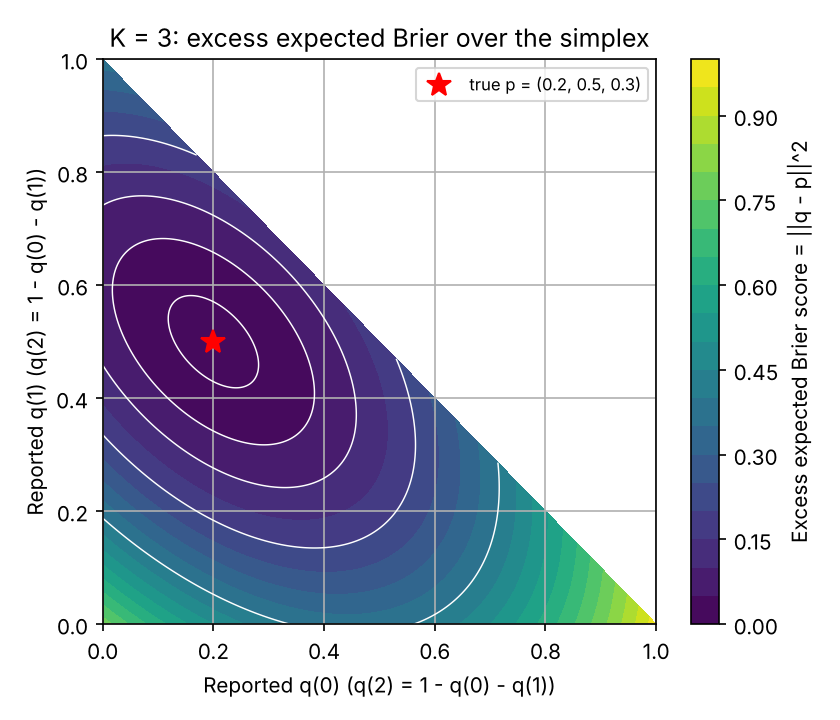 K = 3: excess expected Brier over the simplex
true p = (0.2, 0.5, 0.3)
Reported q(1) (q(2) = 1 - q(0) - q(1))
1.0
0.8
0.6
0.4
0.2
0.0
0.0 0.2 0.4 0.6 0.8 1.0
Reported q(0) (q(2) = 1 - q(0) - q(1))
0.90
0.75
0.60
0.45
0.30
0.15
0.00
Excess expected Brier score = ||q - p||^2